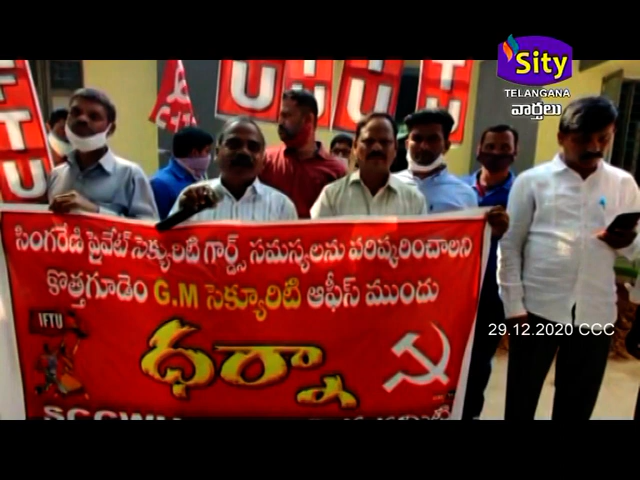 Sity
TELANGANA
వార్తలు
IFTU
సింగరేణి ప్రైవేట్ సెక్యురిటీ గార్డ్స్ సమస్యలను పరిష్కరించాలని
కొత్తగూడెం G.M సెక్యూరిటి ఆఫీస్ ముందు
IFTU
ధర్నా
29.12.2020 CCC